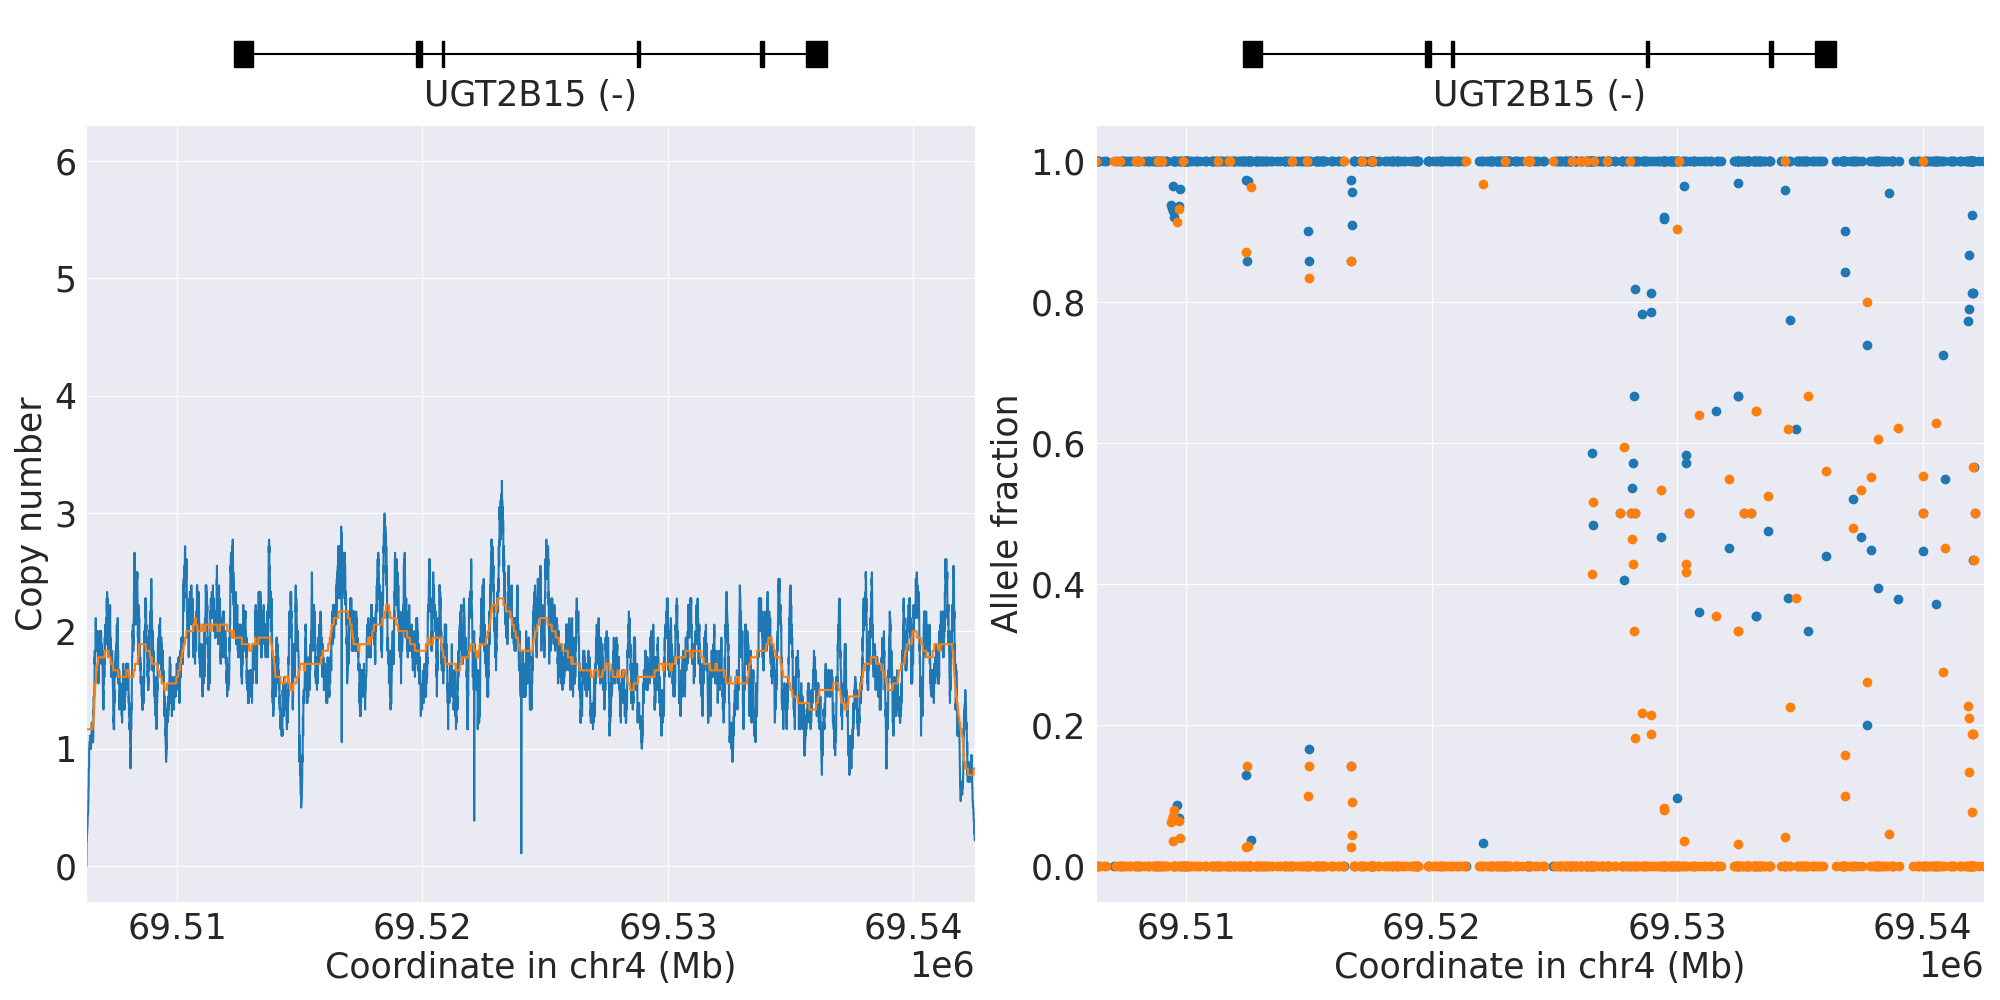 UGT2B15 (-)
6
5
4
3
2
1
0
Copy number
69.51 69.52 69.53 69.54
Coordinate in chr4 (Mb) 1e6
UGT2B15 (-)
1.0
0.8
0.6
0.4
0.2
0.0
Allele fraction
69.51 69.52 69.53 69.54
Coordinate in chr4 (Mb) 1e6